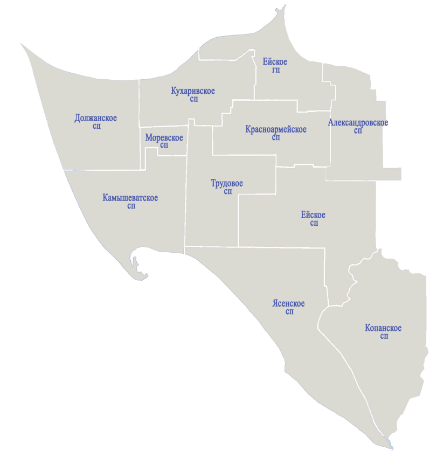 Ейское
гп
Кухаривское
сп
Должанское
сп
Александровское
сп
Красноармейское
сп
Моревское
сп
Трудовое
сп
Камышеватское
сп
Ейское
сп
Ясенское
сп
Копанское
сп